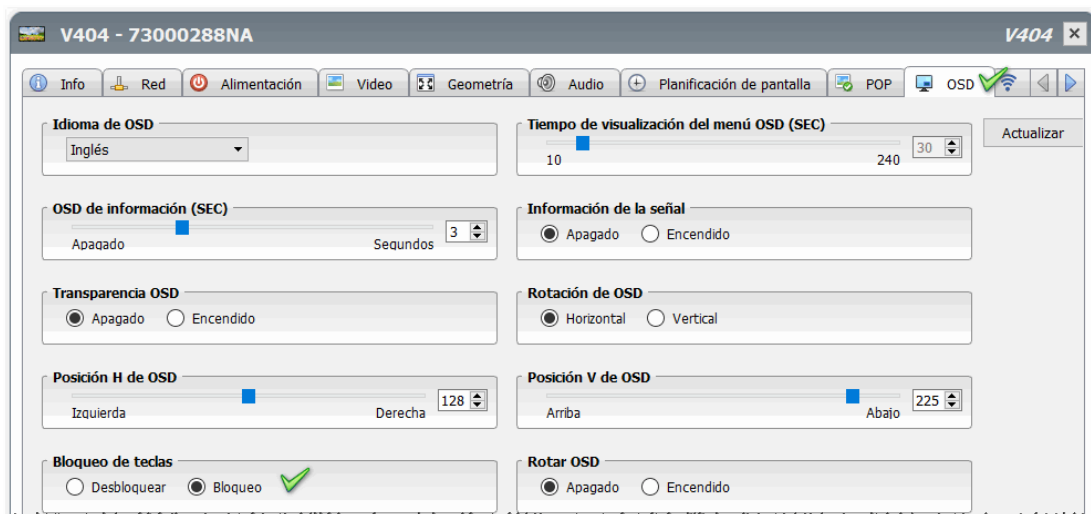 V404 - 73000288NA V404
Info Red Alimentación Video Geometría Audio Planificación de pantalla POP OSD
Idioma de OSD
Inglés
Tiempo de visualización del menú OSD (SEC)
10 240 30
Actualizar
OSD de información (SEC)
Apagado Segundos 3
Información de la señal
Apagado Encendido
Transparencia OSD
Apagado Encendido
Rotación de OSD
Horizontal Vertical
Posición H de OSD
Izquierda Derecha 128
Posición V de OSD
Arriba Abajo 225
Bloqueo de teclas
Desbloquear Bloqueo
Rotar OSD
Apagado Encendido